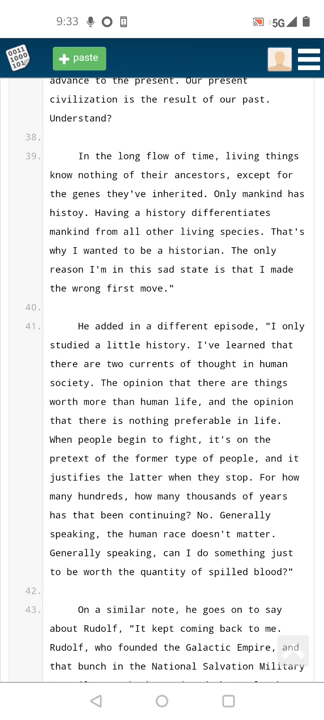 9:33
5G
0011
1000
101
paste
advance to the present. Our present
civilization is the result of our past.
Understand?
38.
39. In the long flow of time, living things
know nothing of their ancestors, except for
the genes they've inherited. Only mankind has
histoy. Having a history differentiates
mankind from all other living species. That's
why I wanted to be a historian. The only
reason I'm in this sad state is that I made
the wrong first move."
40.
41. He added in a different episode, "I only
studied a little history. I've learned that
there are two currents of thought in human
society. The opinion that there are things
worth more than human life, and the opinion
that there is nothing preferable in life.
When people begin to fight, it's on the
pretext of the former type of people, and it
justifies the latter when they stop. For how
many hundreds, how many thousands of years
has that been continuing? No. Generally
speaking, the human race doesn't matter.
Generally speaking, can I do something just
to be worth the quantity of spilled blood?"
42.
43. On a similar note, he goes on to say
about Rudolf, "It kept coming back to me.
Rudolf, who founded the Galactic Empire, and
that bunch in the National Salvation Military